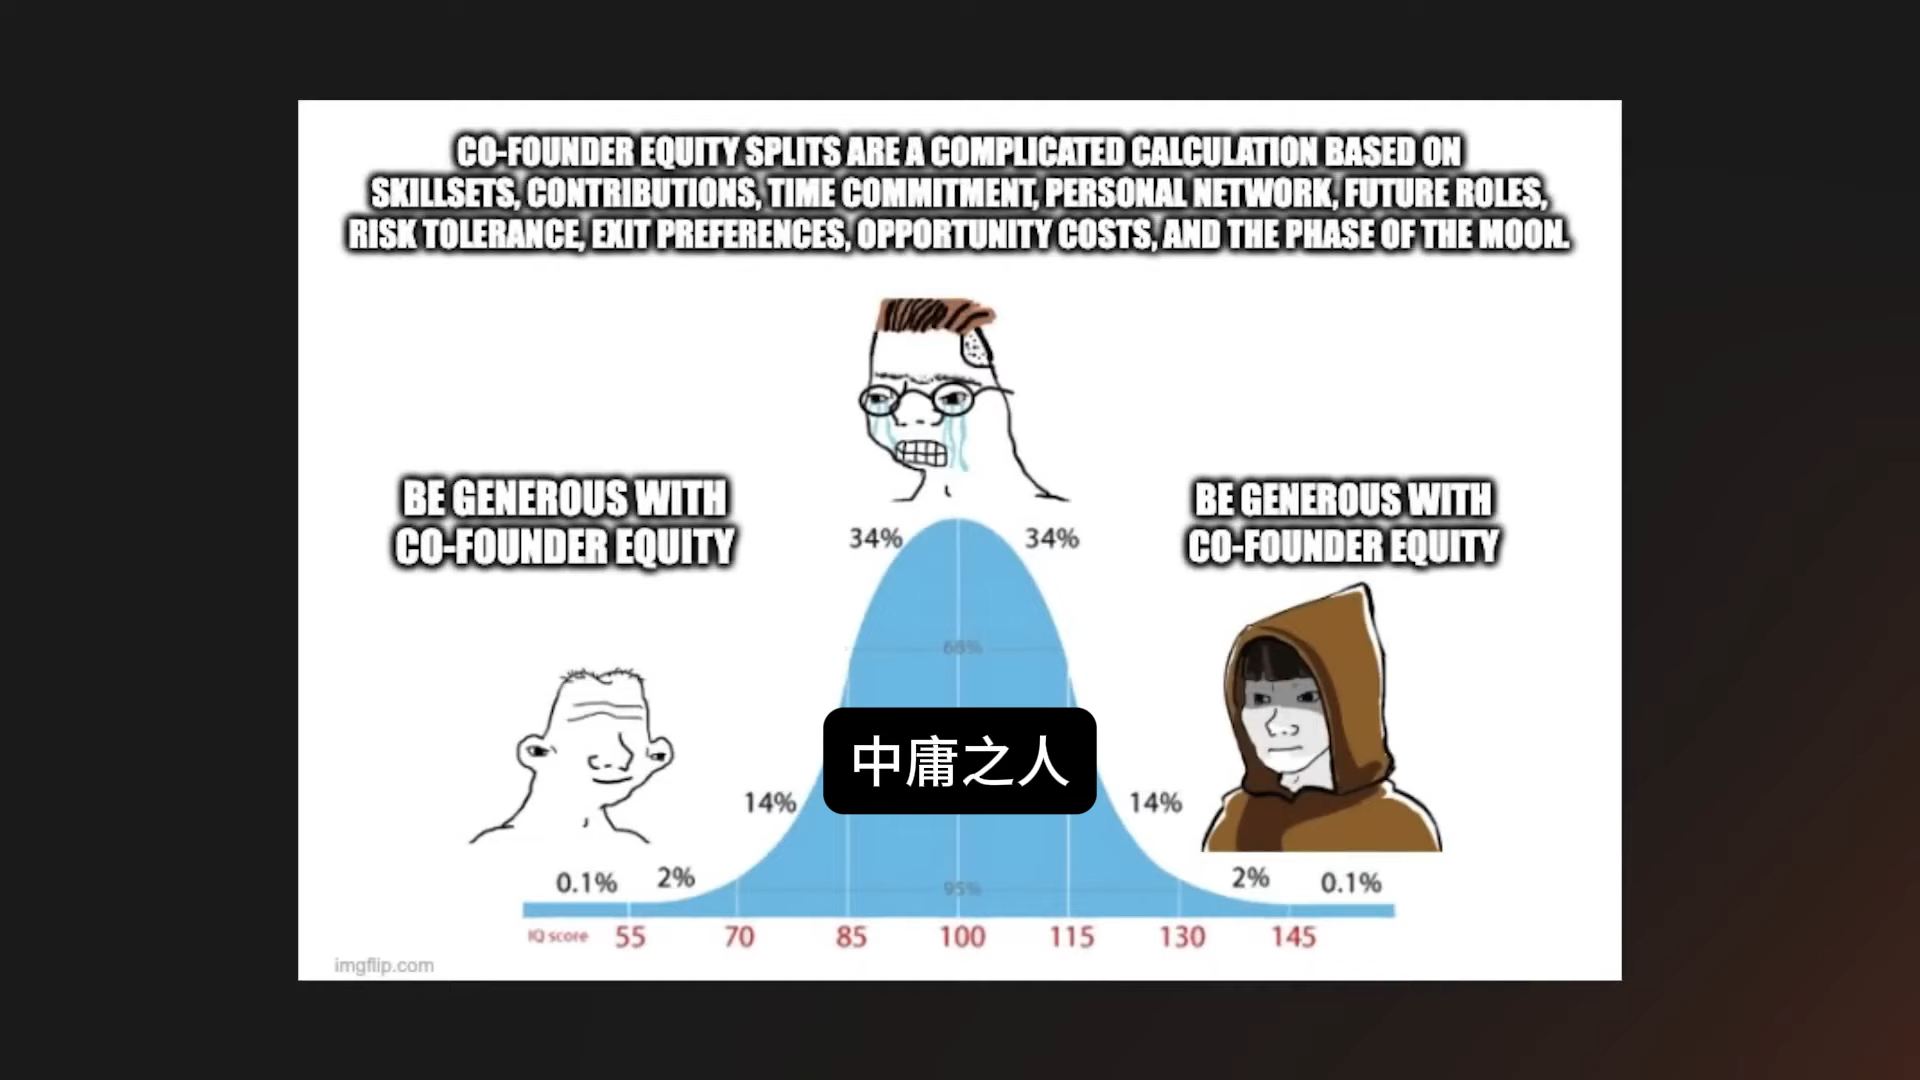 CO-FOUNDER EQUITY SPLITS ARE A COMPLICATED CALCULATION BASED ON
SKILLSETS, CONTRIBUTIONS, TIME COMMITMENT, PERSONAL NETWORK, FUTURE ROLES,
RISK TOLERANCE, EXIT PREFERENCES, OPPORTUNITY COSTS, AND THE PHASE OF THE MOON.
BE GENEROUS WITH
CO-FOUNDER EQUITY
BE GENEROUS WITH
CO-FOUNDER EQUITY
34% 34%
68%
中庸之人
14% 14%
0.1% 2% 95% 2% 0.1%
IQ score 55 70 85 100 115 130 145
imgflip.com